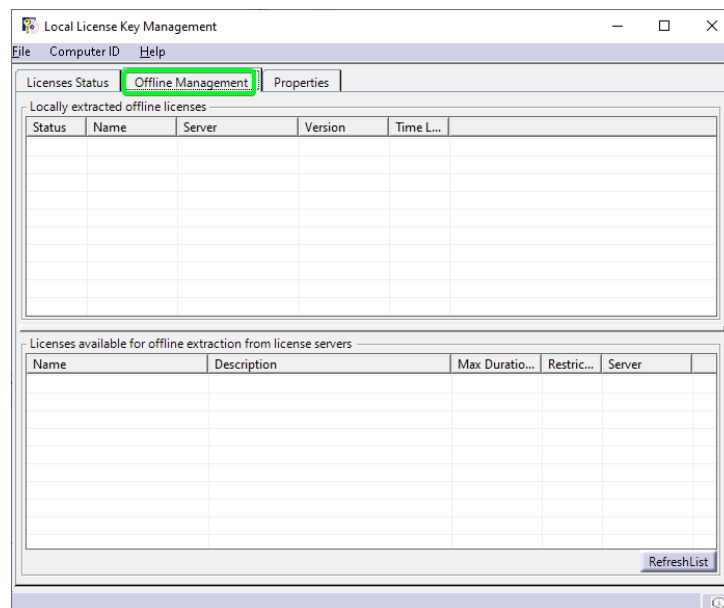 Local License Key Management
File Computer ID Help
Licenses Status Offline Management Properties
Locally extracted offline licenses
Status Name Server Version Time L...
Licenses available for offline extraction from license servers
Name Description Max Duratio... Restric... Server
RefreshList